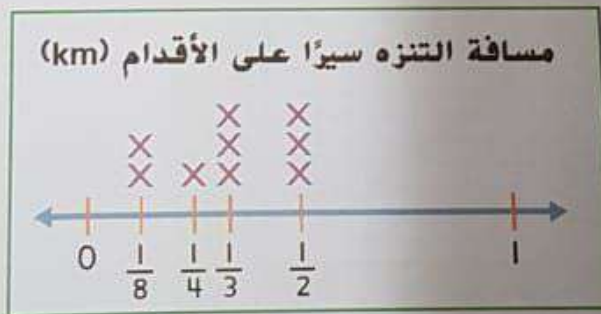 مسافة التنزه سيرًا على الأقدام (km)
0 1/8 1/4 1/3 1/2 1